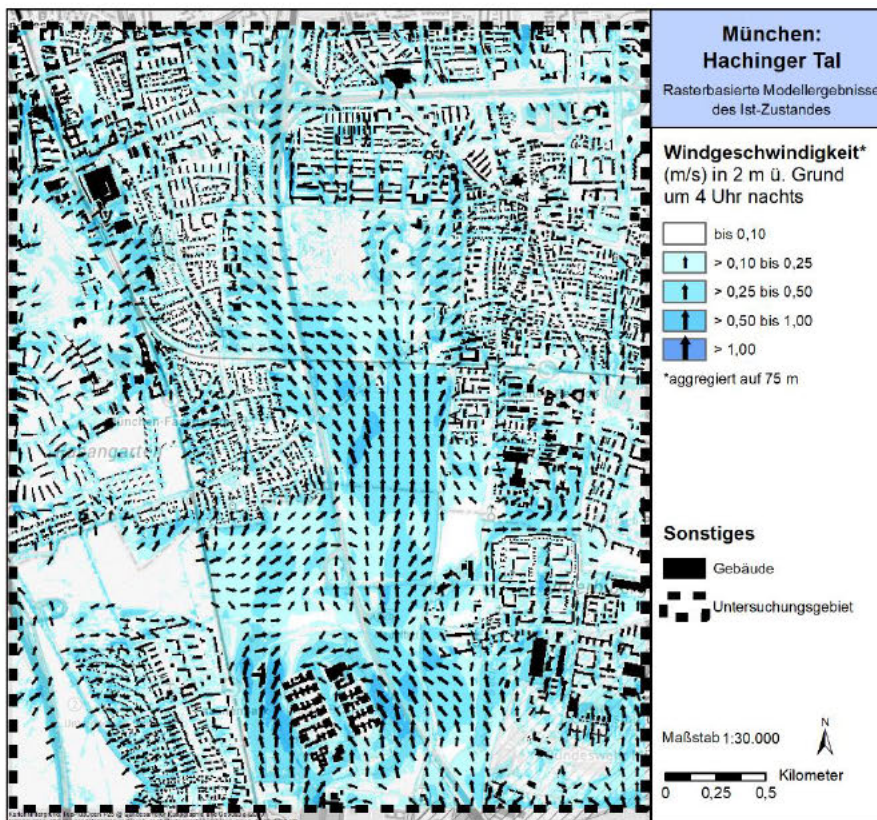 München:
Hachinger Tal
Rasterbasierte Modellergebnisse
des Ist-Zustandes
Windgeschwindigkeit*
(m/s) in 2 m ü. Grund
um 4 Uhr nachts
bis 0,10
> 0,10 bis 0,25
> 0,25 bis 0,50
> 0,50 bis 1,00
> 1,00
*aggregiert auf 75 m
Sonstiges
Gebäude
Untersuchungsgebiet
N
Maßstab 1:30.000
Kilometer
0 0,25 0,5